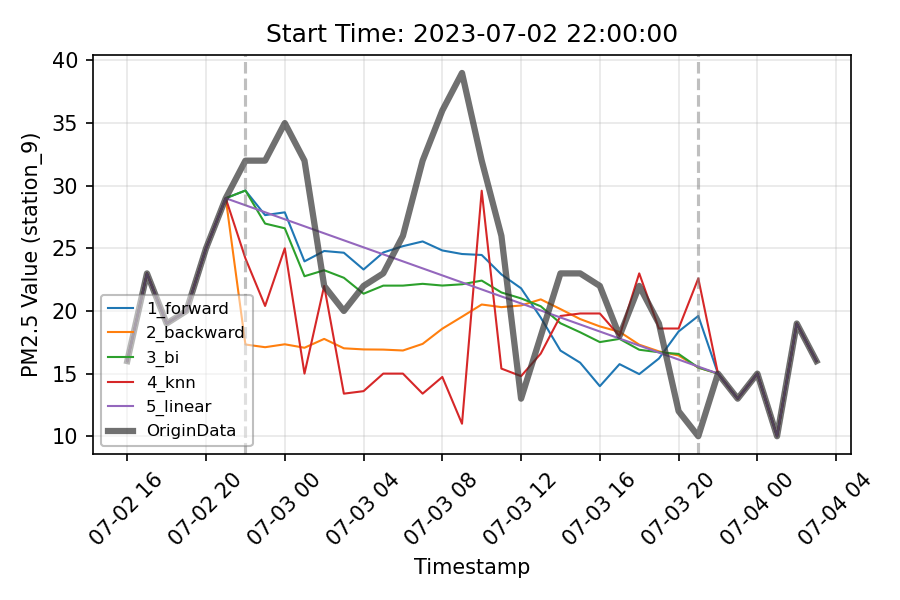 Start Time: 2023-07-02 22:00:00
PM2.5 Value (station_9)
40
35
30
25
20
15
10
1_forward
2_backward
3_bi
4_knn
5_linear
OriginData
07-02 16
07-02 20
07-03 00
07-03 04
07-03 08
07-03 12
07-03 16
07-03 20
07-04 00
07-04 04
Timestamp